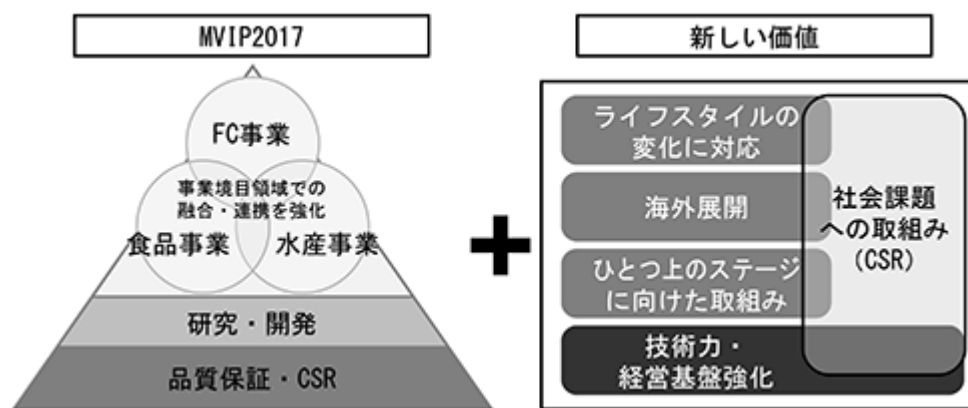 MVIP2017
FC事業
事業境目領域での
融合・連携を強化
食品事業
水産事業
研究・開発
品質保証・CSR
新しい価値
ライフスタイルの
変化に対応
海外展開
ひとつ上のステージ
に向けた取組み
技術力・
経営基盤強化
社会課題
への取組み
(CSR)